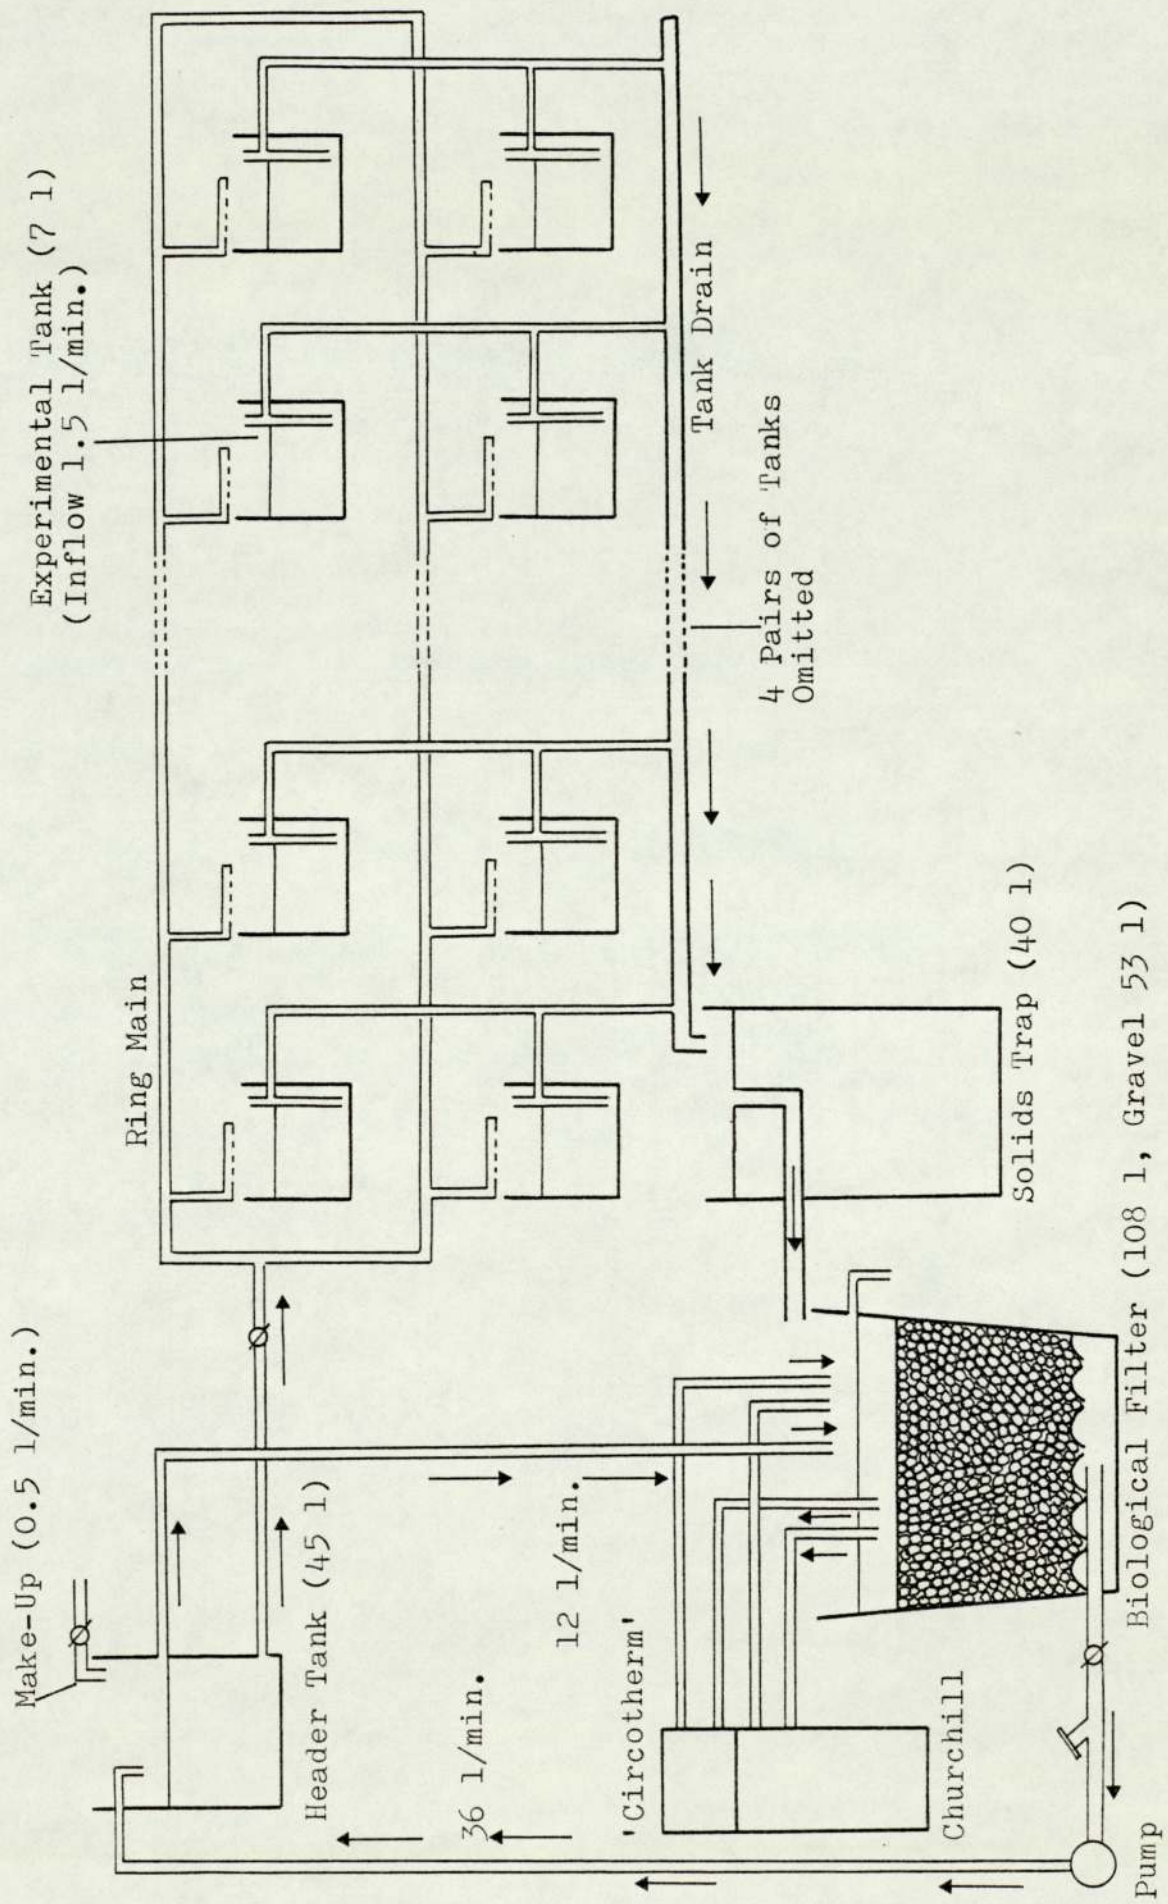 Make-Up (0.5 l/min.)
Experimental Tank (7 l)
(Inflow 1.5 l/min.)
Ring Main
Header Tank (45 l)
36 l/min.
12 l/min.
Tank Drain
4 Pairs of Tanks
Omitted
'Circotherm'
Churchill
Solids Trap (40 l)
Pump
Biological Filter (108 l, Gravel 53 l)